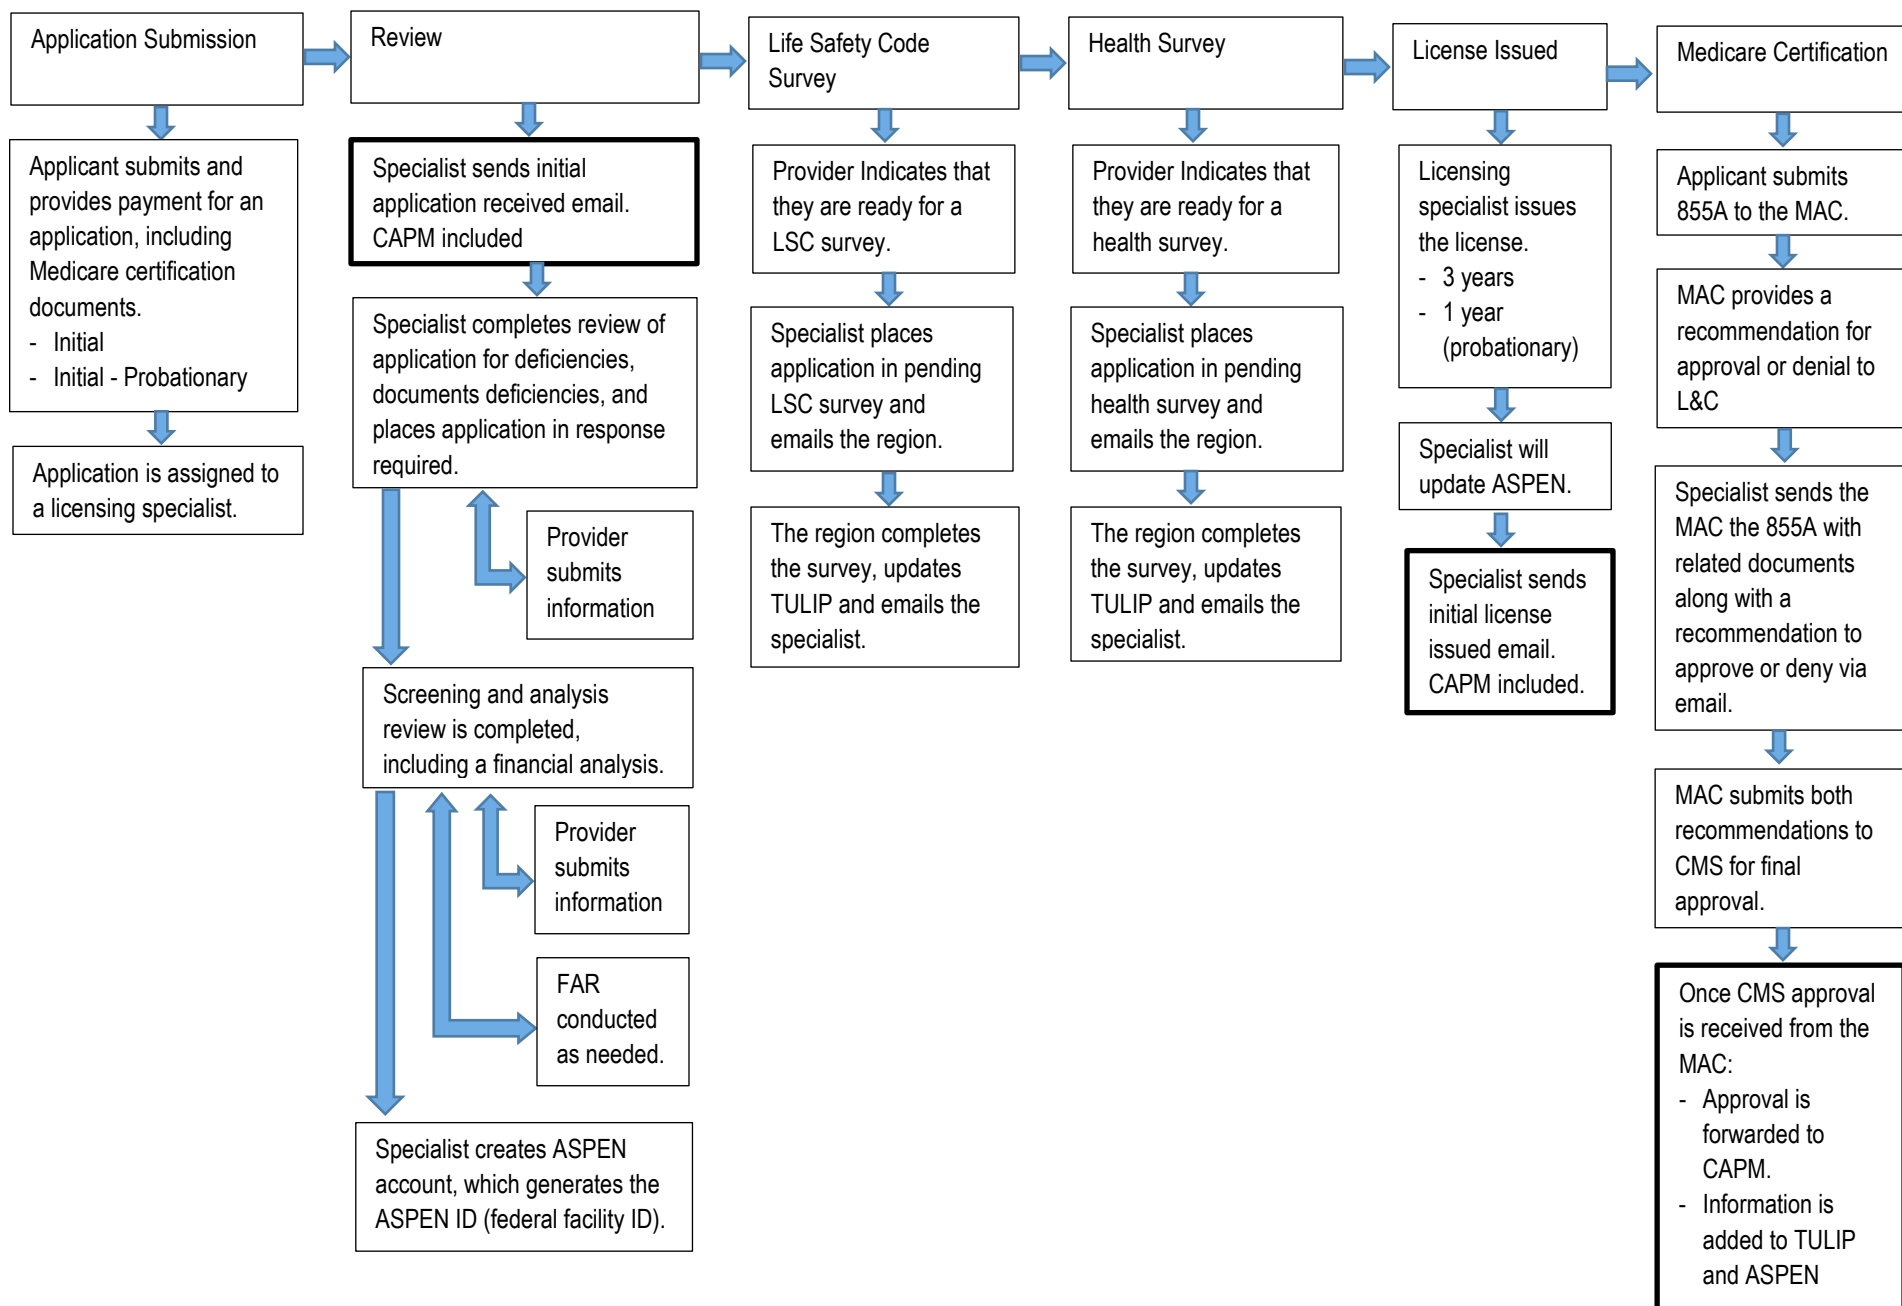 Application Submission
Applicant submits and
provides payment for an
application, including
Medicare certification
documents.
- Initial
- Initial - Probationary
Application is assigned to
a licensing specialist.
Review
Specialist sends initial
application received email.
CAPM included
Specialist completes review of
application for deficiencies,
documents deficiencies, and
places application in response
required.
Provider
submits
information
Screening and analysis
review is completed,
including a financial analysis.
Provider
submits
information
FAR
conducted
as needed.
Specialist creates ASPEN
account, which generates the
ASPEN ID (federal facility ID).
Life Safety Code
Survey
Provider Indicates that
they are ready for a
LSC survey.
Specialist places
application in pending
LSC survey and
emails the region.
The region completes
the survey, updates
TULIP and emails the
specialist.
Health Survey
Provider Indicates that
they are ready for a
health survey.
Specialist places
application in pending
health survey and
emails the region.
The region completes
the survey, updates
TULIP and emails the
specialist.
License Issued
Licensing
specialist issues
the license.
- 3 years
- 1 year
(probationary)
Specialist will
update ASPEN.
Specialist sends
initial license
issued email.
CAPM included.
Medicare Certification
Applicant submits
855A to the MAC.
MAC provides a
recommendation for
approval or denial to
L&C
Specialist sends the
MAC the 855A with
related documents
along with a
recommendation to
approve or deny via
email.
MAC submits both
recommendations to
CMS for final
approval.
Once CMS approval
is received from the
MAC:
- Approval is
forwarded to
CAPM.
- Information is
added to TULIP
and ASPEN